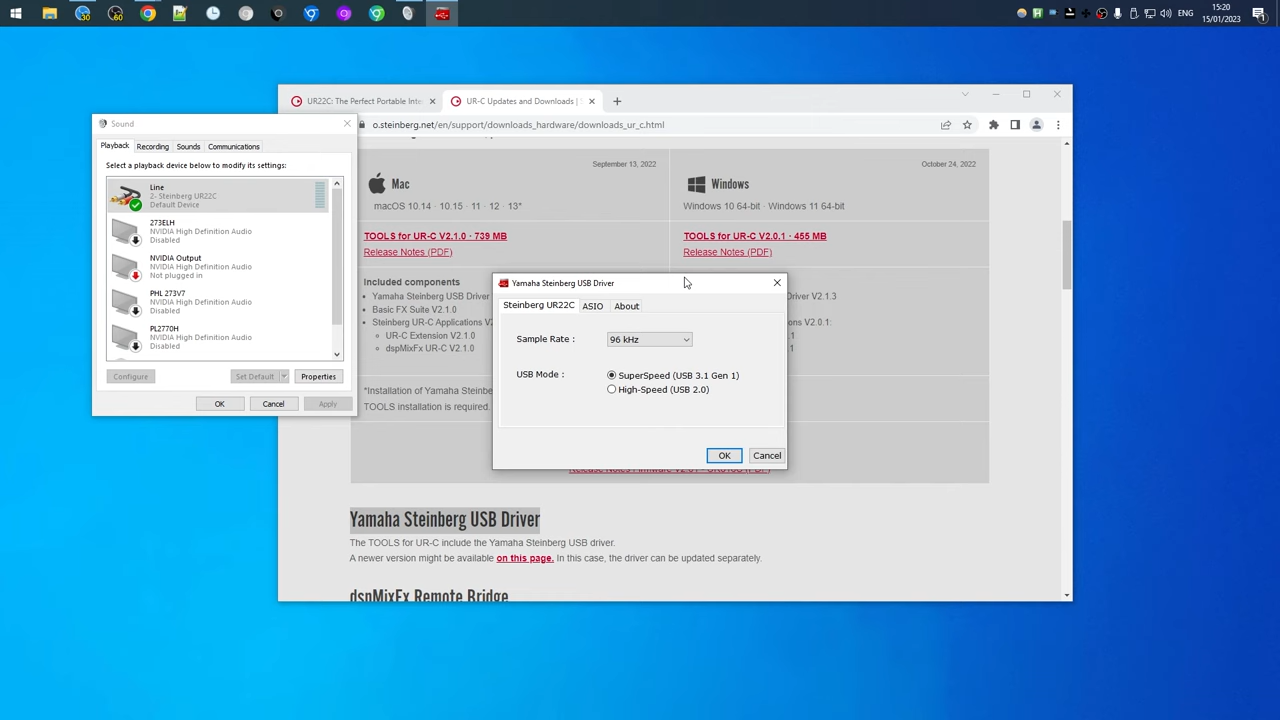 30
60
ENG
15:20
15/01/2023
1
UR22C: The Perfect Portable Inte
UR-C Updates and Downloads | S
o.steinberg.net/en/support/downloads_hardware/downloads_ur_c.html
Sound
Playback
Recording
Sounds
Communications
Select a playback device below to modify its settings:
Line
2- Steinberg UR22C
Default Device
273ELH
NVIDIA High Definition Audio
Disabled
NVIDIA Output
NVIDIA High Definition Audio
Not plugged in
PHL 273V7
NVIDIA High Definition Audio
Disabled
PL2770H
NVIDIA High Definition Audio
Disabled
Configure
Set Default
Properties
OK
Cancel
Apply
September 13, 2022
October 24, 2022
Mac
Windows
macOS 10.14 · 10.15 · 11 · 12 · 13*
Windows 10 64-bit · Windows 11 64-bit
TOOLS for UR-C V2.1.0 · 739 MB
TOOLS for UR-C V2.0.1 · 455 MB
Release Notes (PDF)
Release Notes (PDF)
Included components
Yamaha Steinberg USB Driver
Driver V2.1.3
Basic FX Suite V2.1.0
Steinberg UR-C Applications V2
ons V2.0.1:
UR-C Extension V2.1.0
dspMixFx UR-C V2.1.0
*Installation of Yamaha Steinbe
TOOLS installation is required.
Yamaha Steinberg USB Driver
Steinberg UR22C
ASIO
About
Sample Rate :
96 kHz
USB Mode :
SuperSpeed (USB 3.1 Gen 1)
High-Speed (USB 2.0)
OK
Cancel
Yamaha Steinberg USB Driver
The TOOLS for UR-C include the Yamaha Steinberg USB driver.
A newer version might be available on this page. In this case, the driver can be updated separately.
dspMixFx Remote Bridge